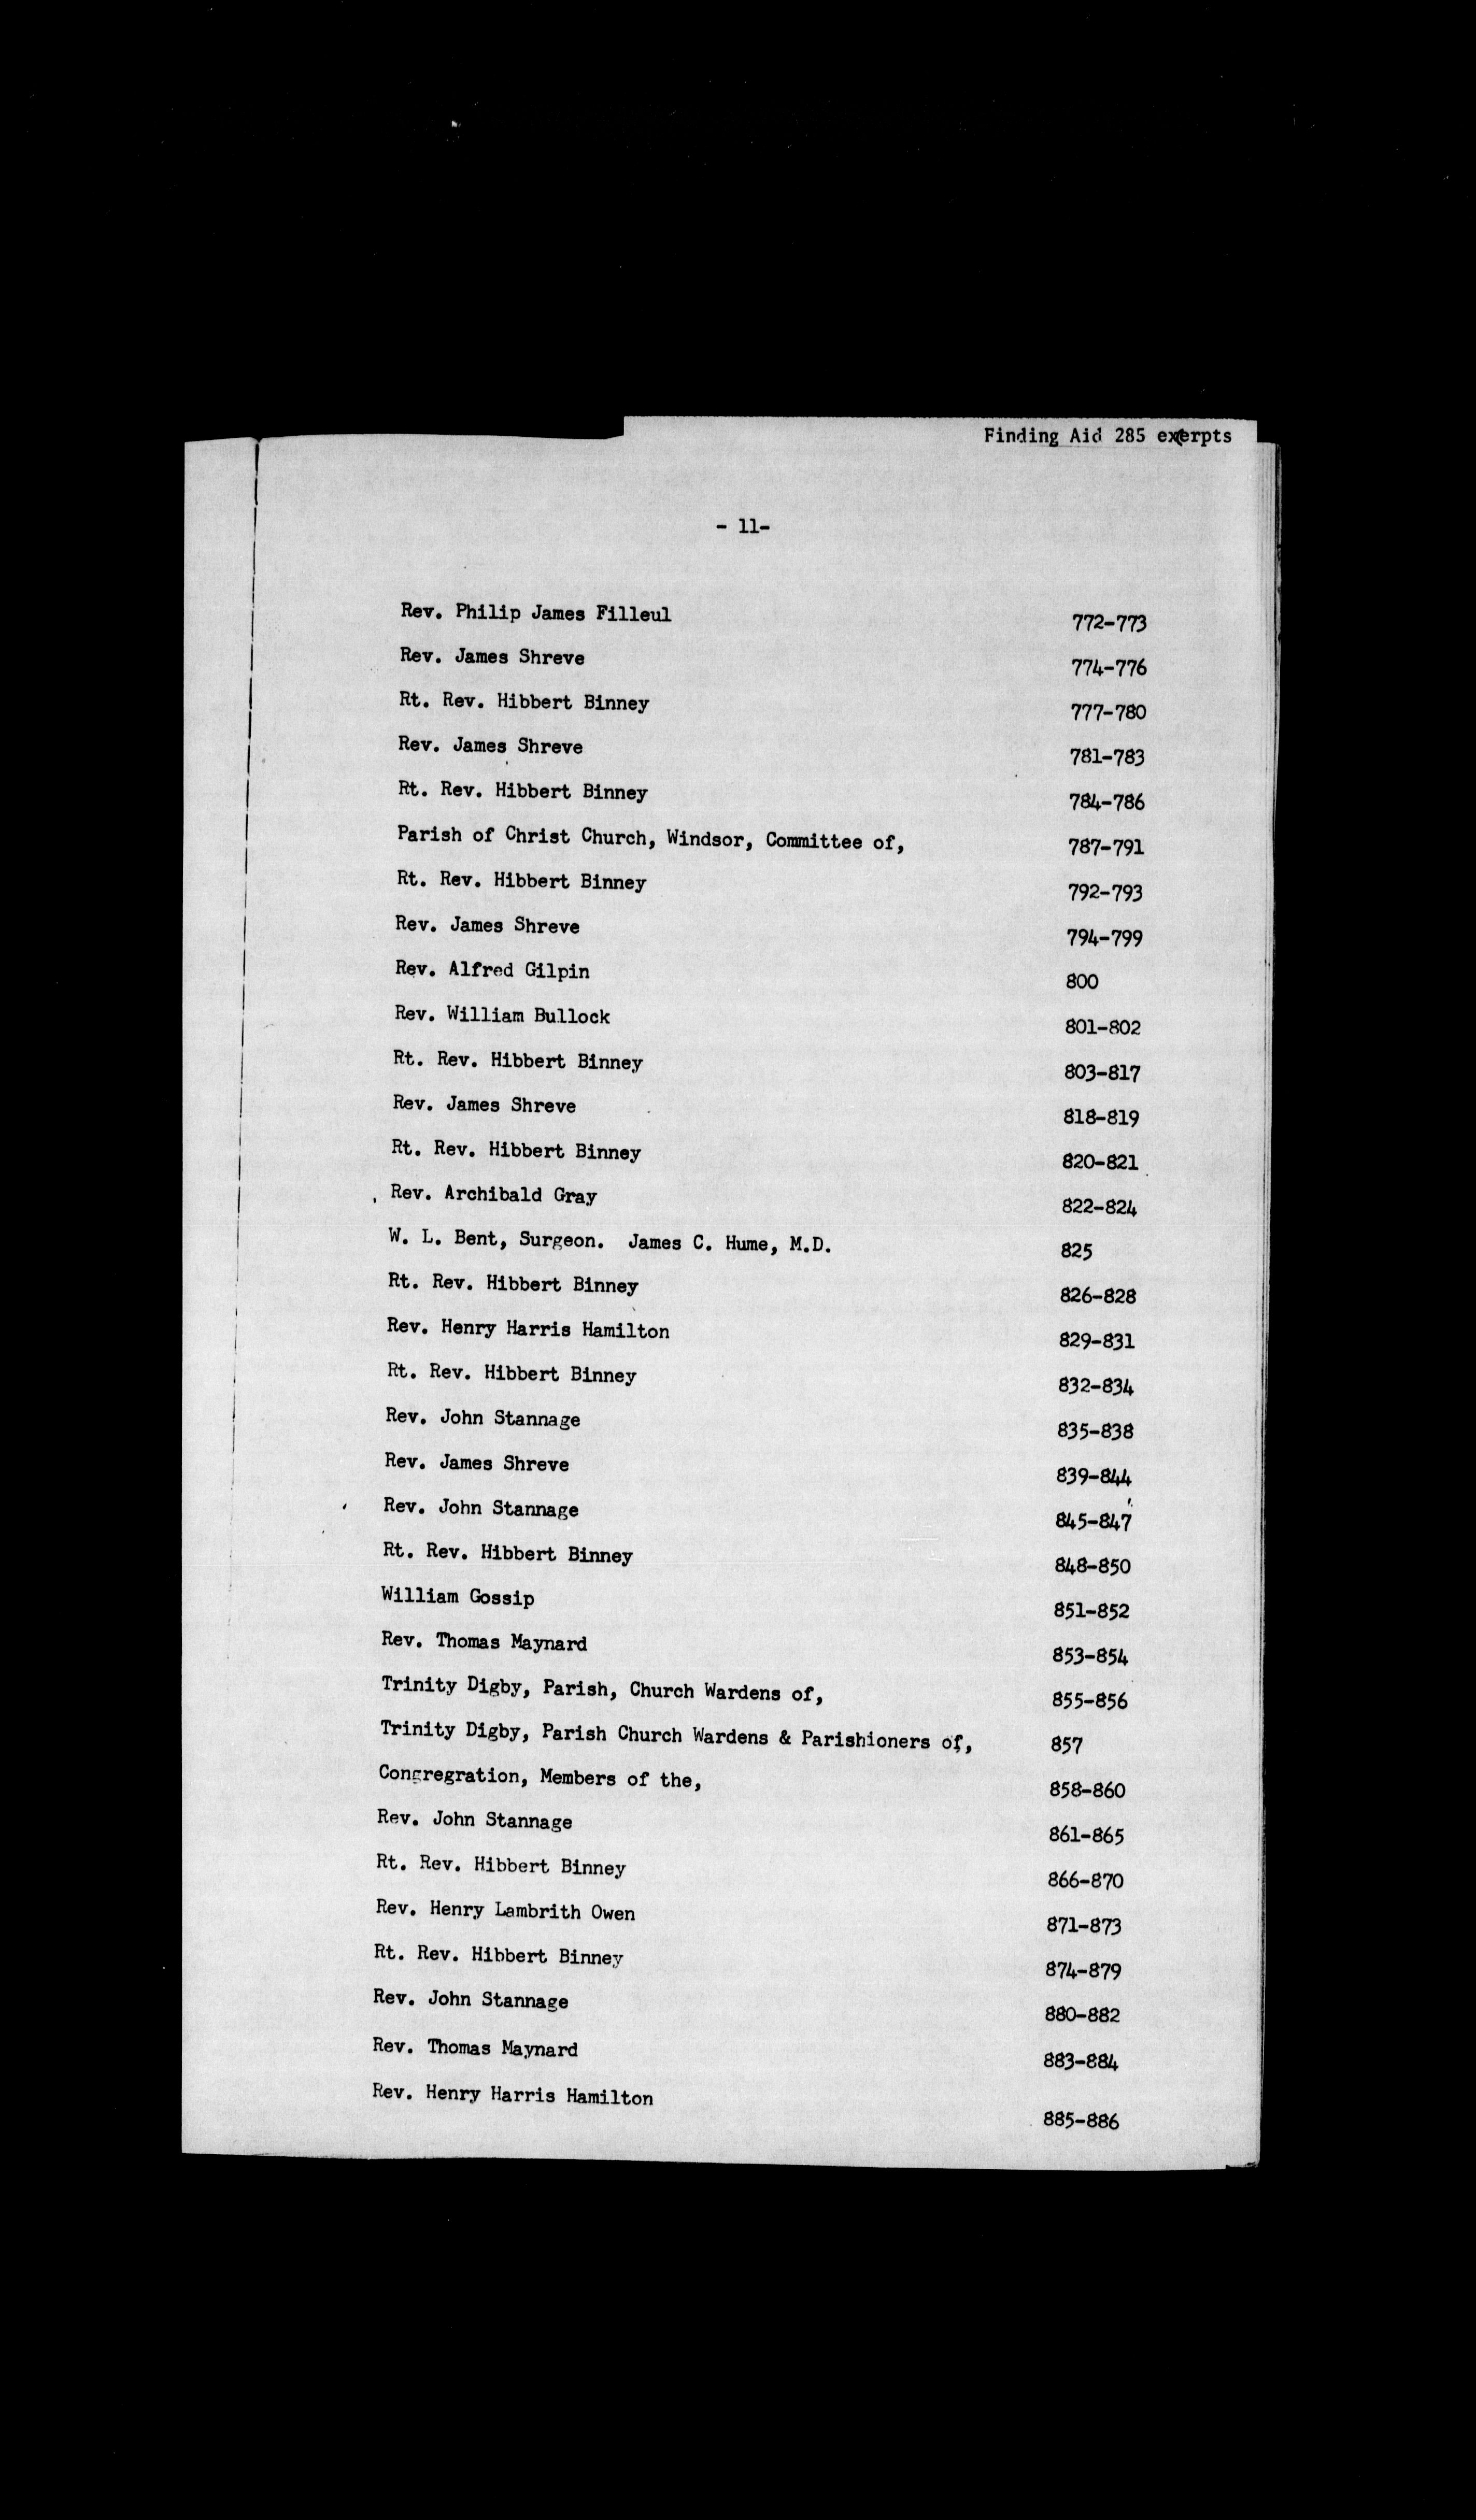 Finding Aid 285 excerpts
- 11-
Rev. Philip James Filleul 772-773
Rev. James Shreve 774-776
Rt. Rev. Hibbert Binney 777-780
Rev. James Shreve 781-783
Rt. Rev. Hibbert Binney 784-786
Parish of Christ Church, Windsor, Committee of, 787-791
Rt. Rev. Hibbert Binney 792-793
Rev. James Shreve 794-799
Rev. Alfred Gilpin 800
Rev. William Bullock 801-802
Rt. Rev. Hibbert Binney 803-817
Rev. James Shreve 818-819
Rt. Rev. Hibbert Binney 820-821
Rev. Archibald Gray 822-824
W. L. Bent, Surgeon. James C. Hume, M.D. 825
Rt. Rev. Hibbert Binney 826-828
Rev. Henry Harris Hamilton 829-831
Rt. Rev. Hibbert Binney 832-834
Rev. John Stannage 835-838
Rev. James Shreve 839-844
Rev. John Stannage 845-847
Rt. Rev. Hibbert Binney 848-850
William Gossip 851-852
Rev. Thomas Maynard 853-854
Trinity Digby, Parish, Church Wardens of, 855-856
Trinity Digby, Parish Church Wardens & Parishioners of, 857
Congregration, Members of the, 858-860
Rev. John Stannage 861-865
Rt. Rev. Hibbert Binney 866-870
Rev. Henry Lambrith Owen 871-873
Rt. Rev. Hibbert Binney 874-879
Rev. John Stannage 880-882
Rev. Thomas Maynard 883-884
Rev. Henry Harris Hamilton 885-886